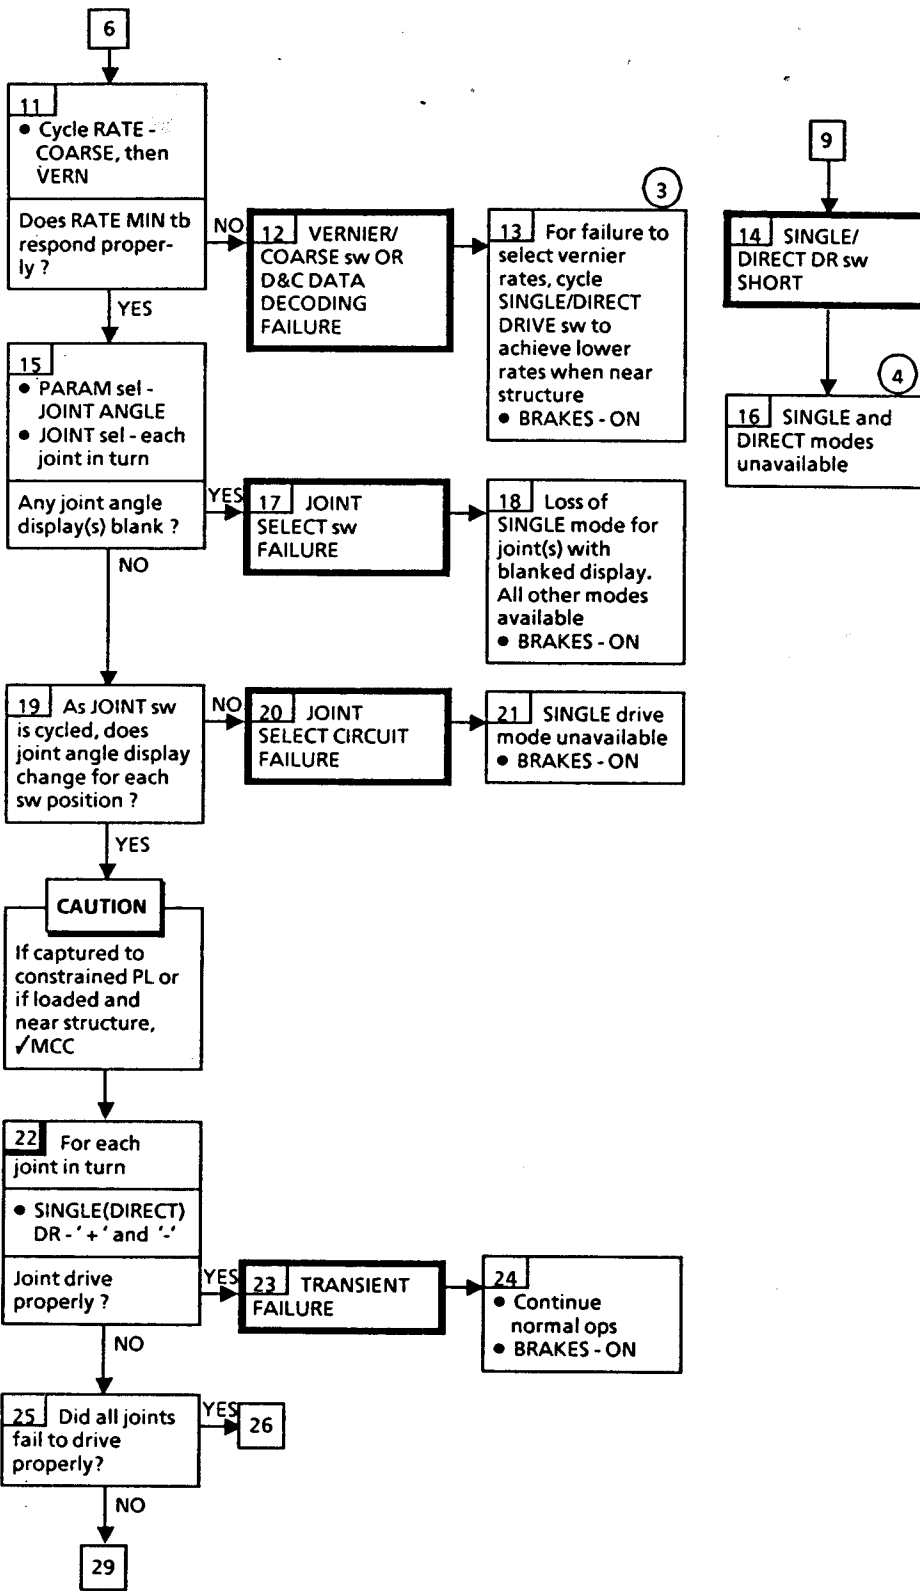 6
11
• Cycle RATE -
COARSE, then
VERN
Does RATE MIN tb
respond proper-
ly ?
NO
YES
12 VERNIER/
COARSE sw OR
D&C DATA
DECODING
FAILURE
3
13 For failure to
select vernier
rates, cycle
SINGLE/DIRECT
DRIVE sw to
achieve lower
rates when near
structure
• BRAKES - ON
9
14 SINGLE/
DIRECT DR sw
SHORT
4
16 SINGLE and
DIRECT modes
unavailable
15
• PARAM sel -
JOINT ANGLE
• JOINT sel - each
joint in turn
Any joint angle
display(s) blank ?
YES
NO
17 JOINT
SELECT sw
FAILURE
18 Loss of
SINGLE mode for
joint(s) with
blanked display.
All other modes
available
• BRAKES - ON
19 As JOINT sw
is cycled, does
joint angle display
change for each
sw position ?
NO
YES
20 JOINT
SELECT CIRCUIT
FAILURE
21 SINGLE drive
mode unavailable
• BRAKES - ON
CAUTION
If captured to
constrained PL or
if loaded and
near structure,
✓MCC
22 For each
joint in turn
• SINGLE(DIRECT)
DR - '+' and '-'
Joint drive
properly ?
YES
NO
23 TRANSIENT
FAILURE
24
• Continue
normal ops
• BRAKES - ON
25 Did all joints
fail to drive
properly?
YES
26
NO
29